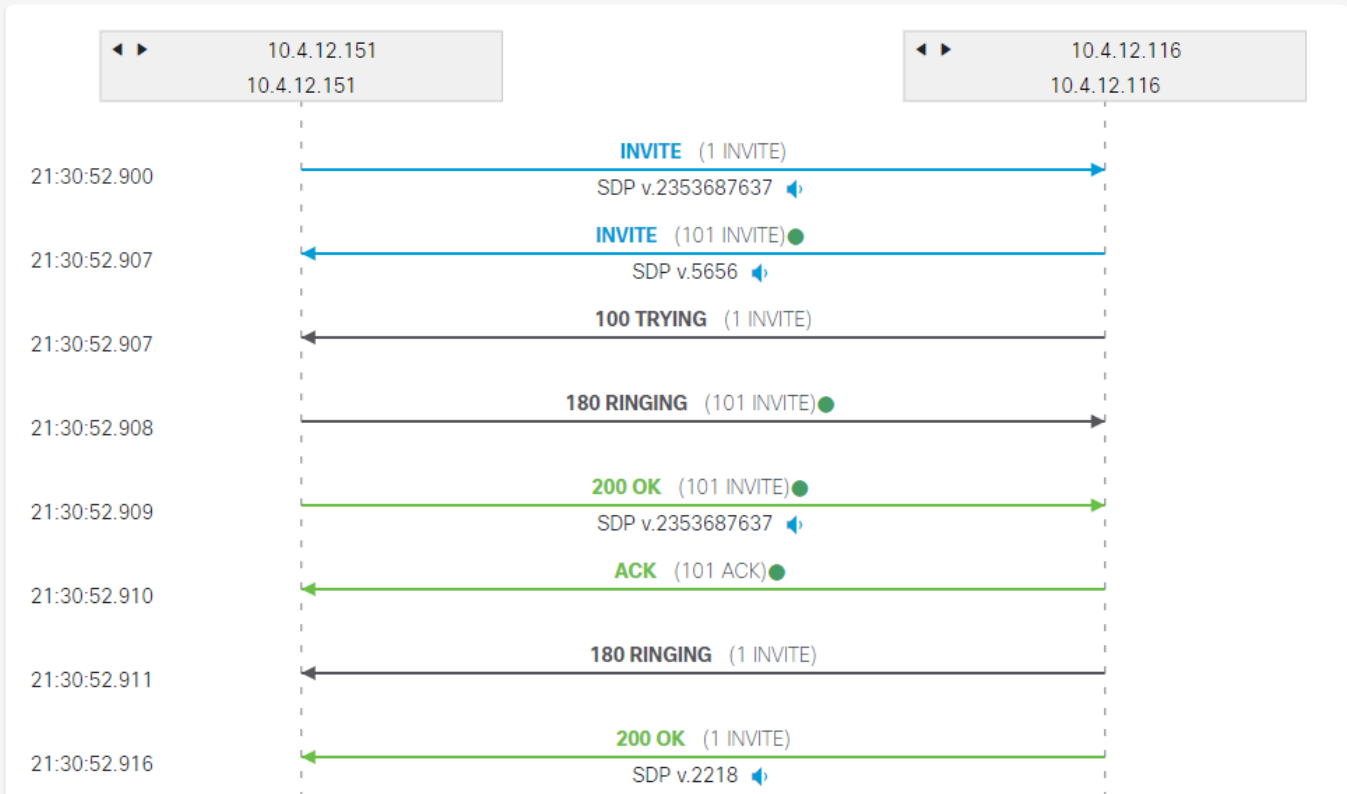 10.4.12.151 10.4.12.116
10.4.12.151 10.4.12.116
INVITE (1 INVITE)
21:30:52.900
SDP v.2353687637
INVITE (101 INVITE)
21:30:52.907
SDP v.5656
100 TRYING (1 INVITE)
21:30:52.907
180 RINGING (101 INVITE)
21:30:52.908
200 OK (101 INVITE)
21:30:52.909
SDP v.2353687637
ACK (101 ACK)
21:30:52.910
180 RINGING (1 INVITE)
21:30:52.911
200 OK (1 INVITE)
21:30:52.916
SDP v.2218